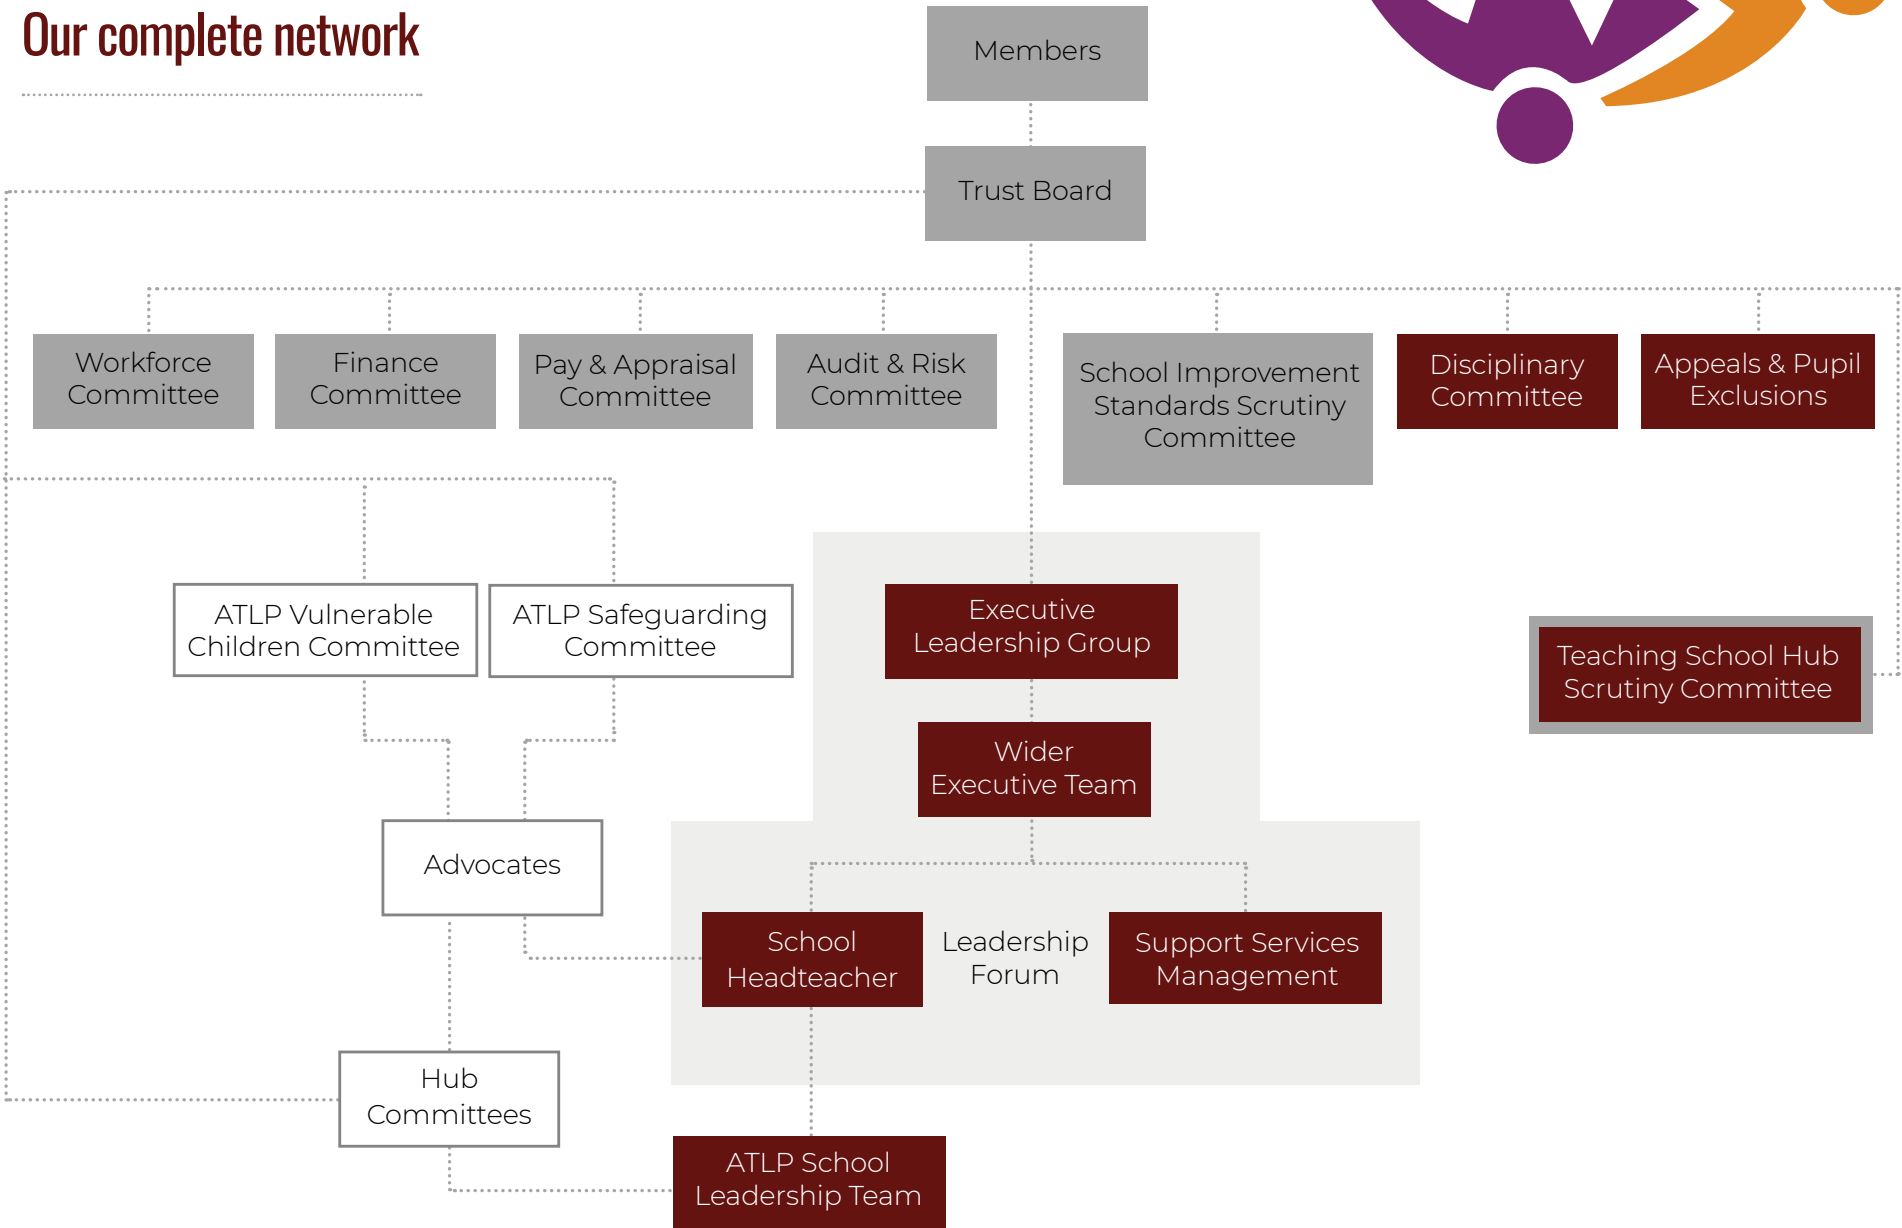 Our complete network
Members
Trust Board
Workforce
Committee
Finance
Committee
Pay & Appraisal
Committee
Audit & Risk
Committee
School Improvement
Standards Scrutiny
Committee
Disciplinary
Committee
Appeals & Pupil
Exclusions
ATLP Vulnerable
Children Committee
ATLP Safeguarding
Committee
Executive
Leadership Group
Teaching School Hub
Scrutiny Committee
Wider
Executive Team
Advocates
School
Headteacher
Leadership
Forum
Support Services
Management
Hub
Committees
ATLP School
Leadership Team